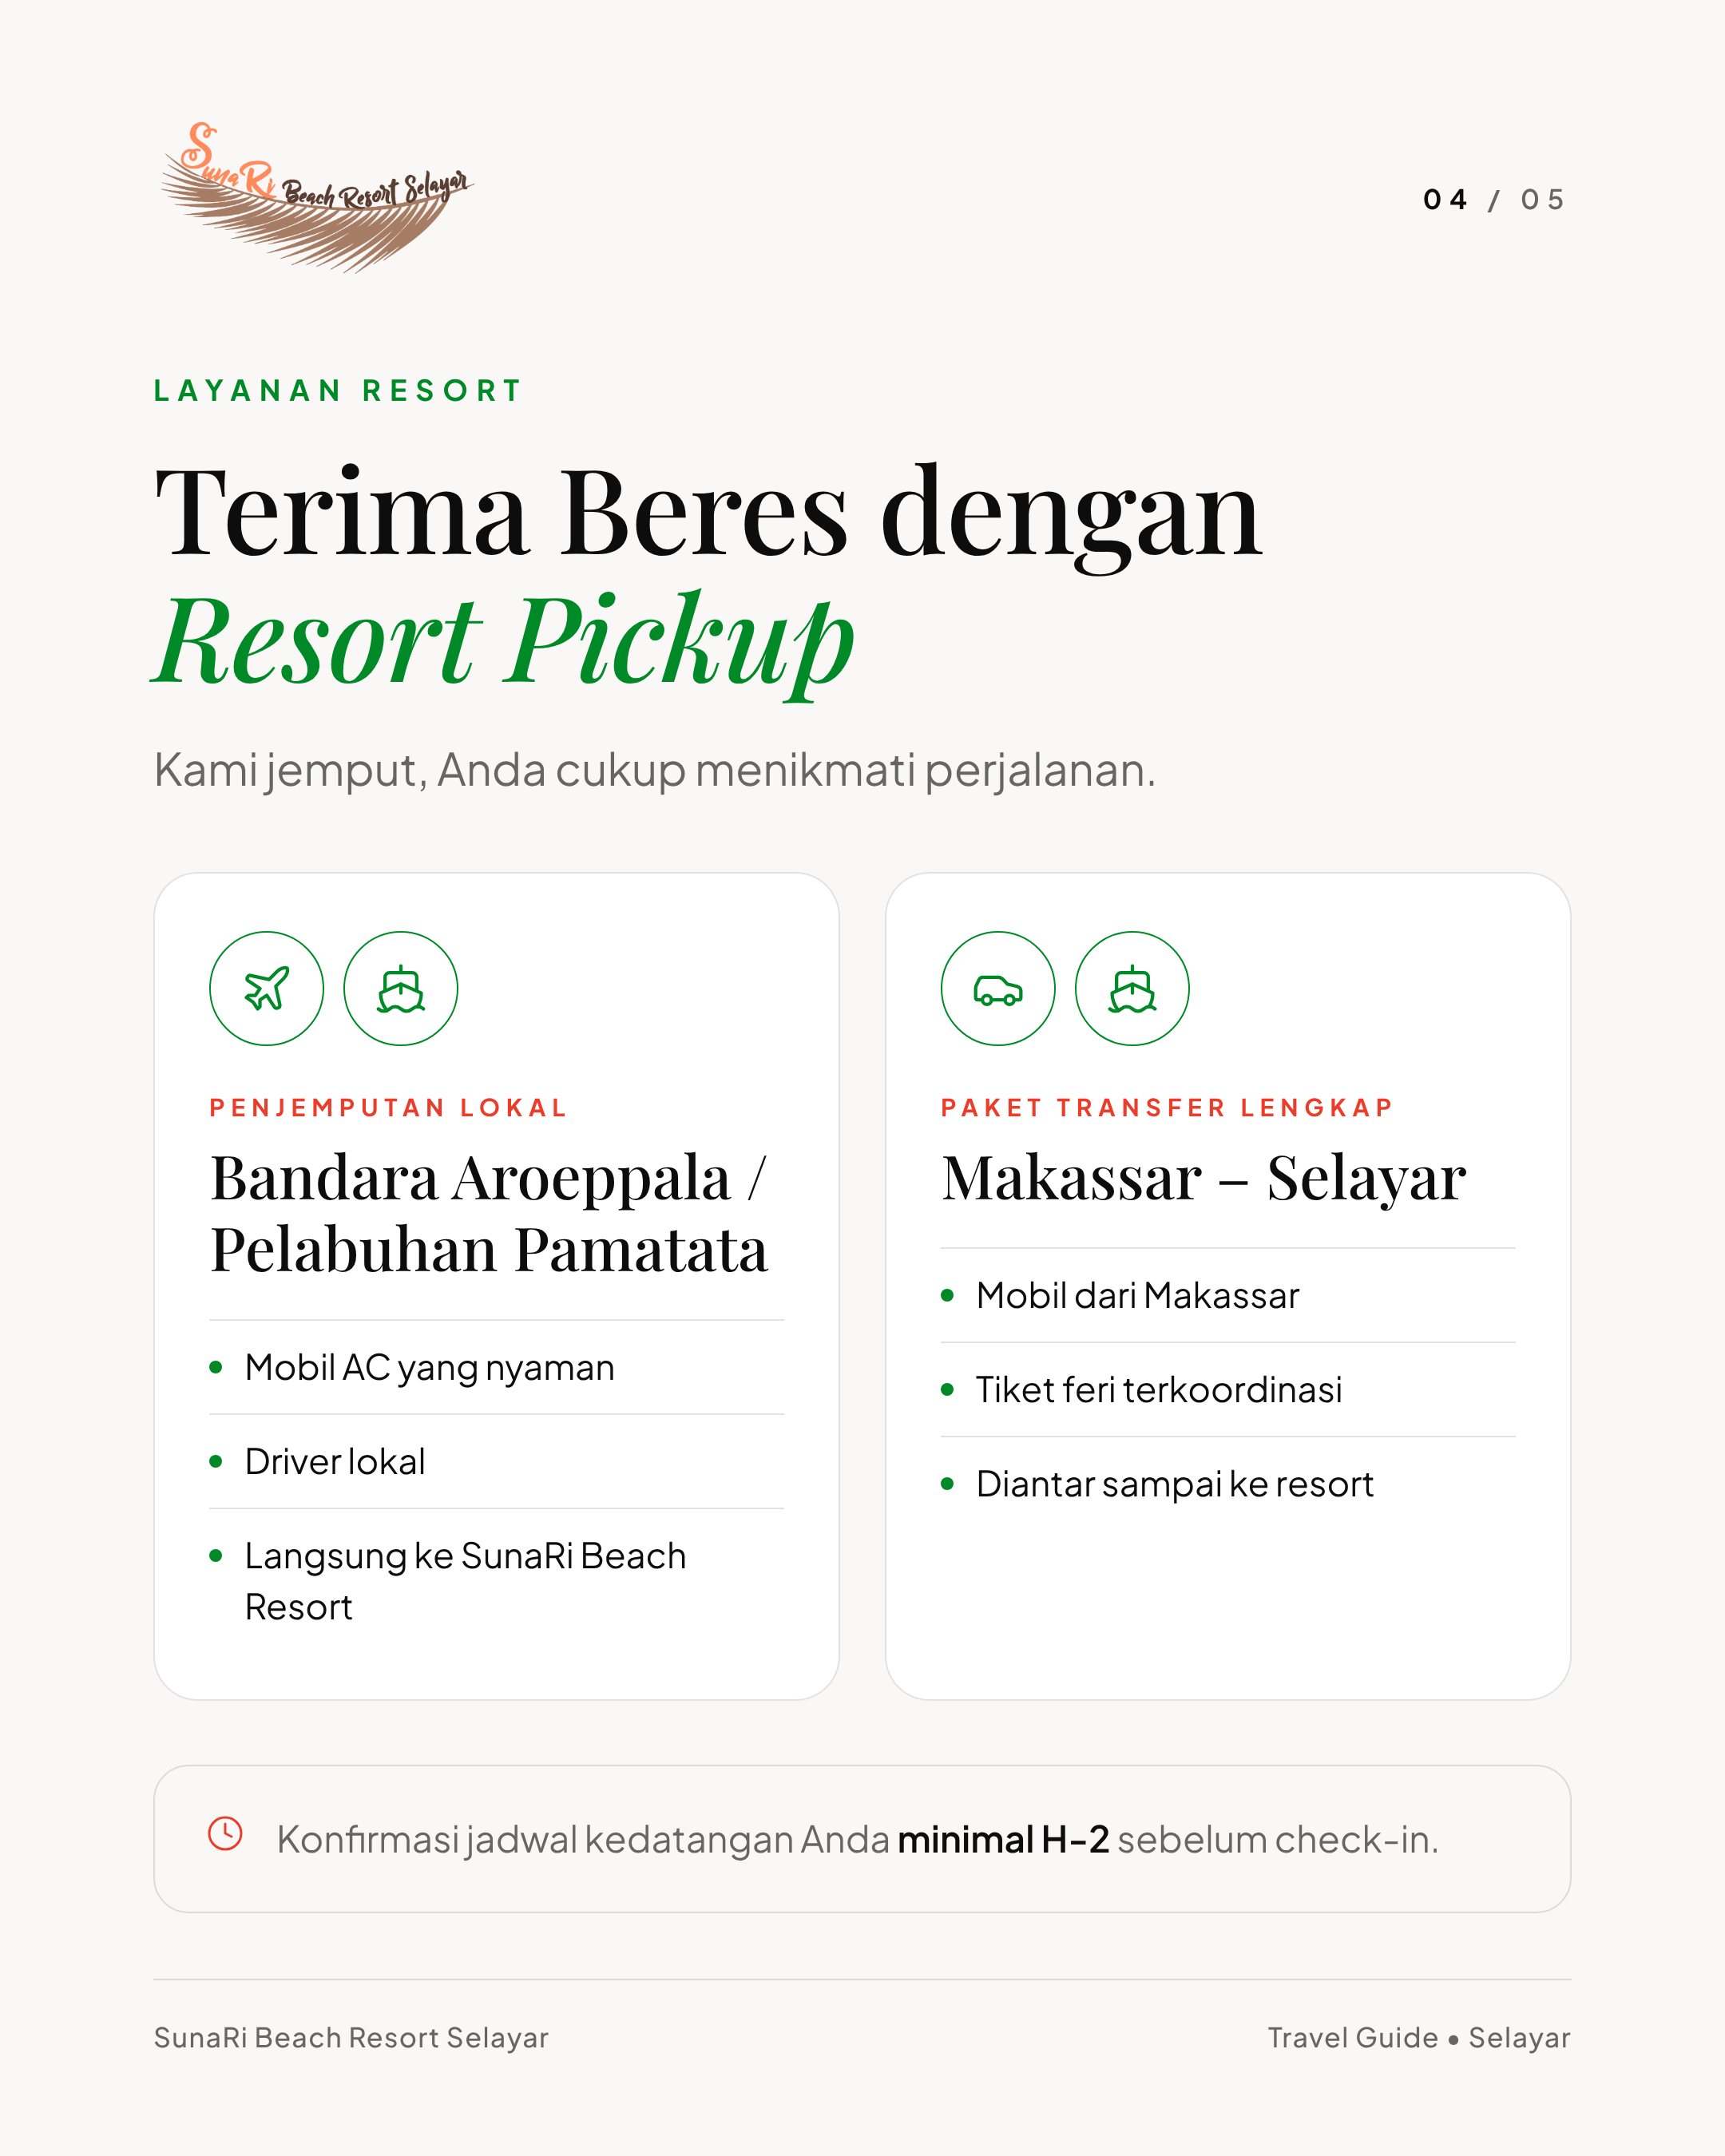 SunaRi Beach Resort Selayar
04 / 05
LAYANAN RESORT
Terima Beres dengan
Resort Pickup
Kami jemput, Anda cukup menikmati perjalanan.
PENJEMPUTAN LOKAL
Bandara Aroeppala /
Pelabuhan Pamatata
Mobil AC yang nyaman
Driver lokal
Langsung ke SunaRi Beach
Resort
PAKET TRANSFER LENGKAP
Makassar – Selayar
Mobil dari Makassar
Tiket feri terkoordinasi
Diantar sampai ke resort
Konfirmasi jadwal kedatangan Anda minimal H-2 sebelum check-in.
SunaRi Beach Resort Selayar
Travel Guide • Selayar